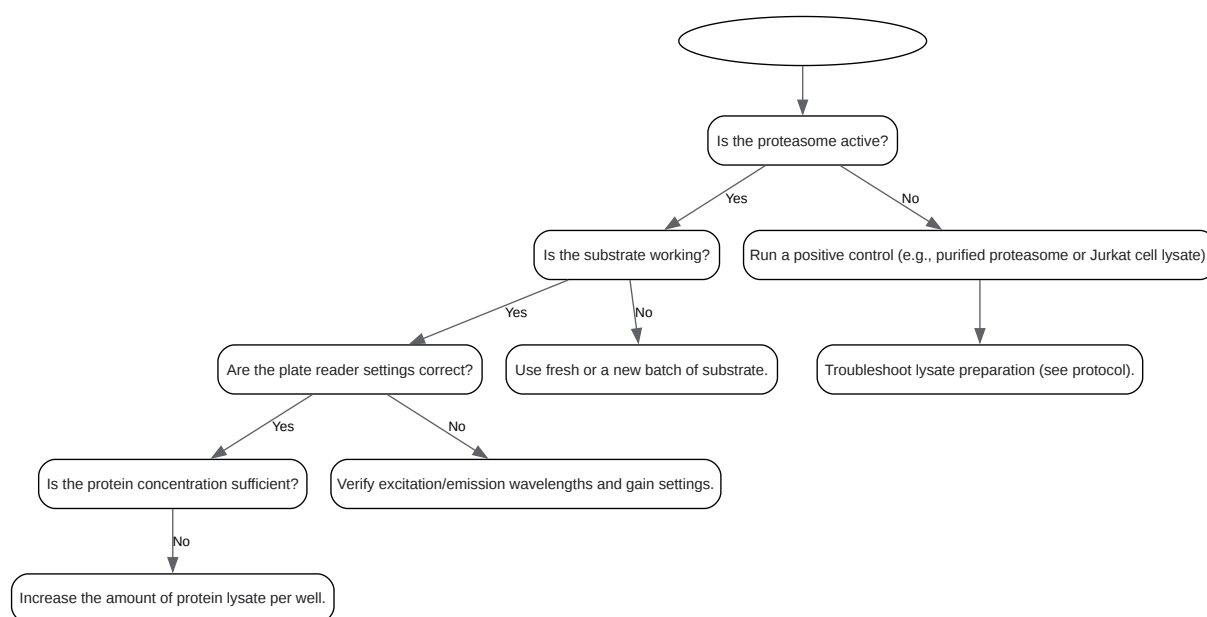 Is the proteasome active?
Yes
No
Is the substrate working?
Run a positive control (e.g., purified proteasome or Jurkat cell lysate)
Yes
No
Are the plate reader settings correct?
Use fresh or a new batch of substrate.
Troubleshoot lysate preparation (see protocol).
Yes
No
Is the protein concentration sufficient?
Verify excitation/emission wavelengths and gain settings.
No
Increase the amount of protein lysate per well.